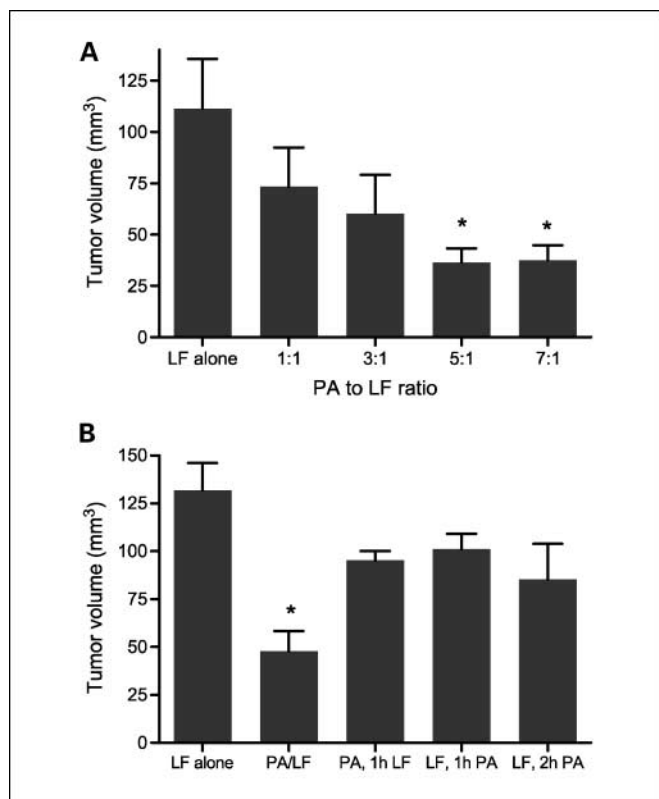 A
Tumor volume (mm³)
125
100
75
50
25
0
* *
LF alone 1:1 3:1 5:1 7:1
PA to LF ratio
B
Tumor volume (mm³)
150
125
100
75
50
25
0
*
LF alone PA/LF PA, 1h LF LF, 1h PA LF, 2h PA